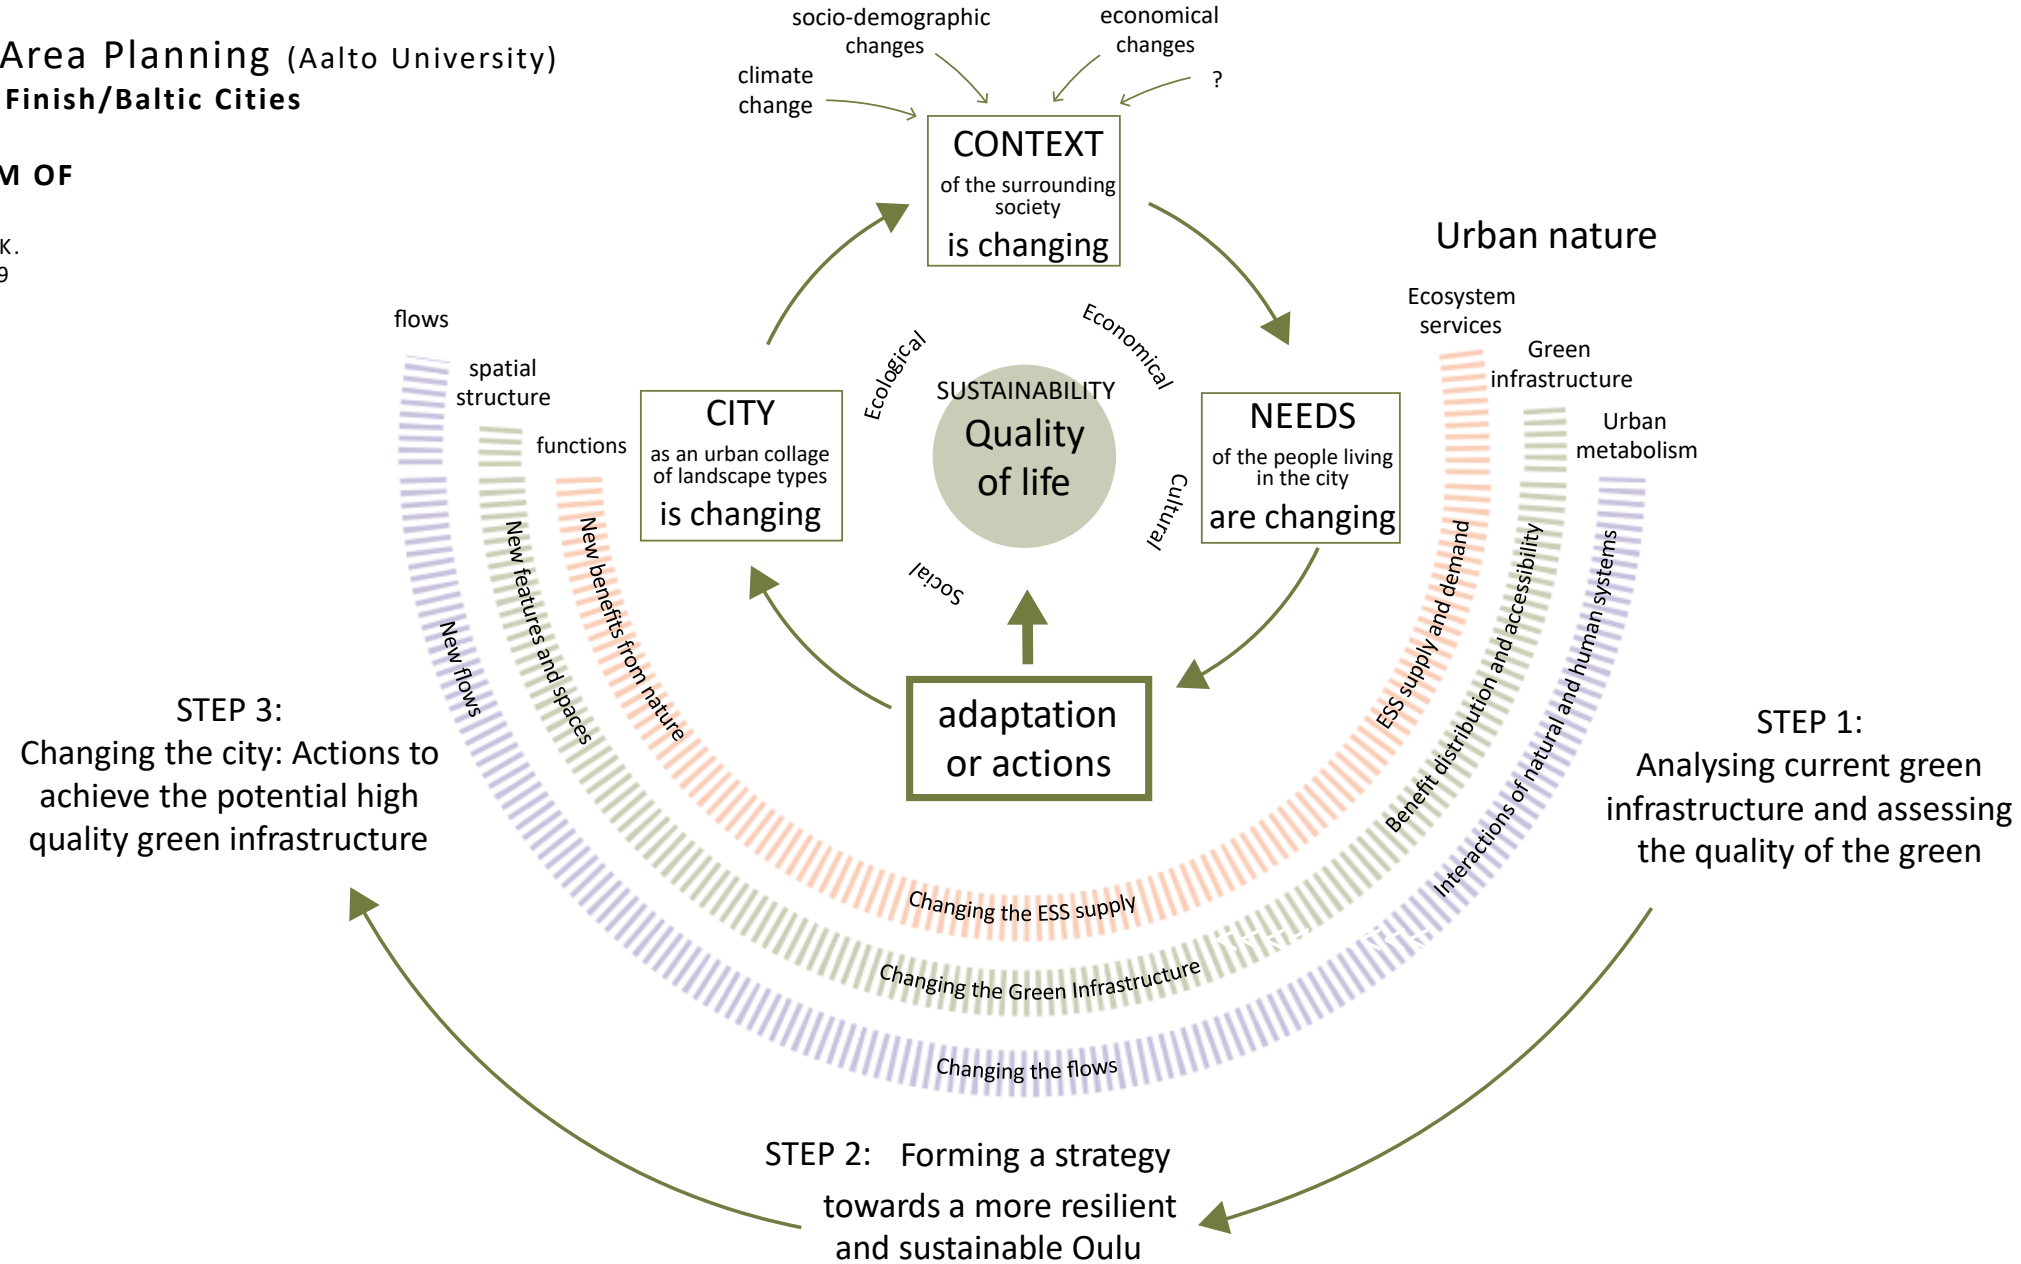 Area Planning (Aalto University)
Finish/Baltic Cities
M OF
K.
9
socio-demographic
changes
economical
changes
climate
change
?
CONTEXT
of the surrounding
society
is changing
Urban nature
flows
spatial
structure
functions
Ecosystem
services
Green
infrastructure
Urban
metabolism
CITY
as an urban collage
of landscape types
is changing
Ecological
Economical
Cultural
Social
SUSTAINABILITY
Quality
of life
NEEDS
of the people living
in the city
are changing
adaptation
or actions
New flows
New features and spaces
New benefits from nature
ESS supply and demand
Benefit distribution and accessibility
Interactions of natural and human systems
Changing the ESS supply
Changing the Green Infrastructure
Changing the flows
STEP 3:
Changing the city: Actions to
achieve the potential high
quality green infrastructure
STEP 1:
Analysing current green
infrastructure and assessing
the quality of the green
STEP 2: Forming a strategy
towards a more resilient
and sustainable Oulu